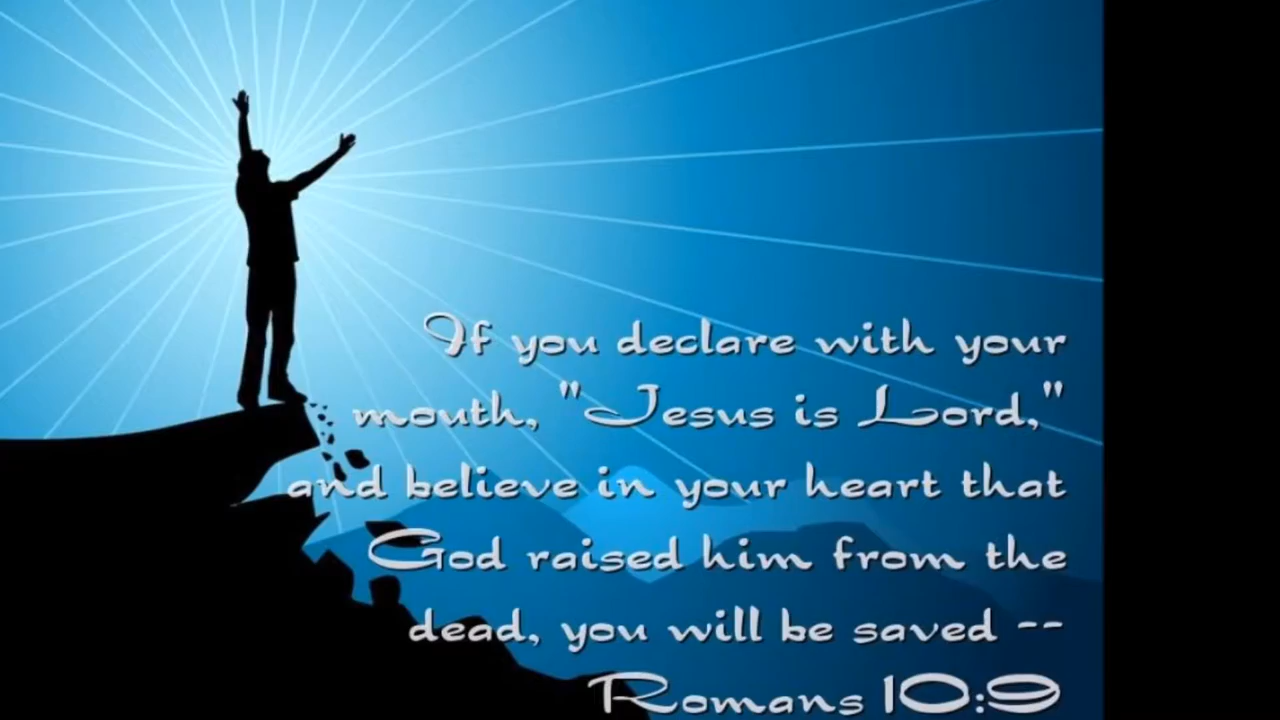 If you declare with your
mouth, "Jesus is Lord,"
and believe in your heart that
God raised him from the
dead, you will be saved --
Romans 10:9